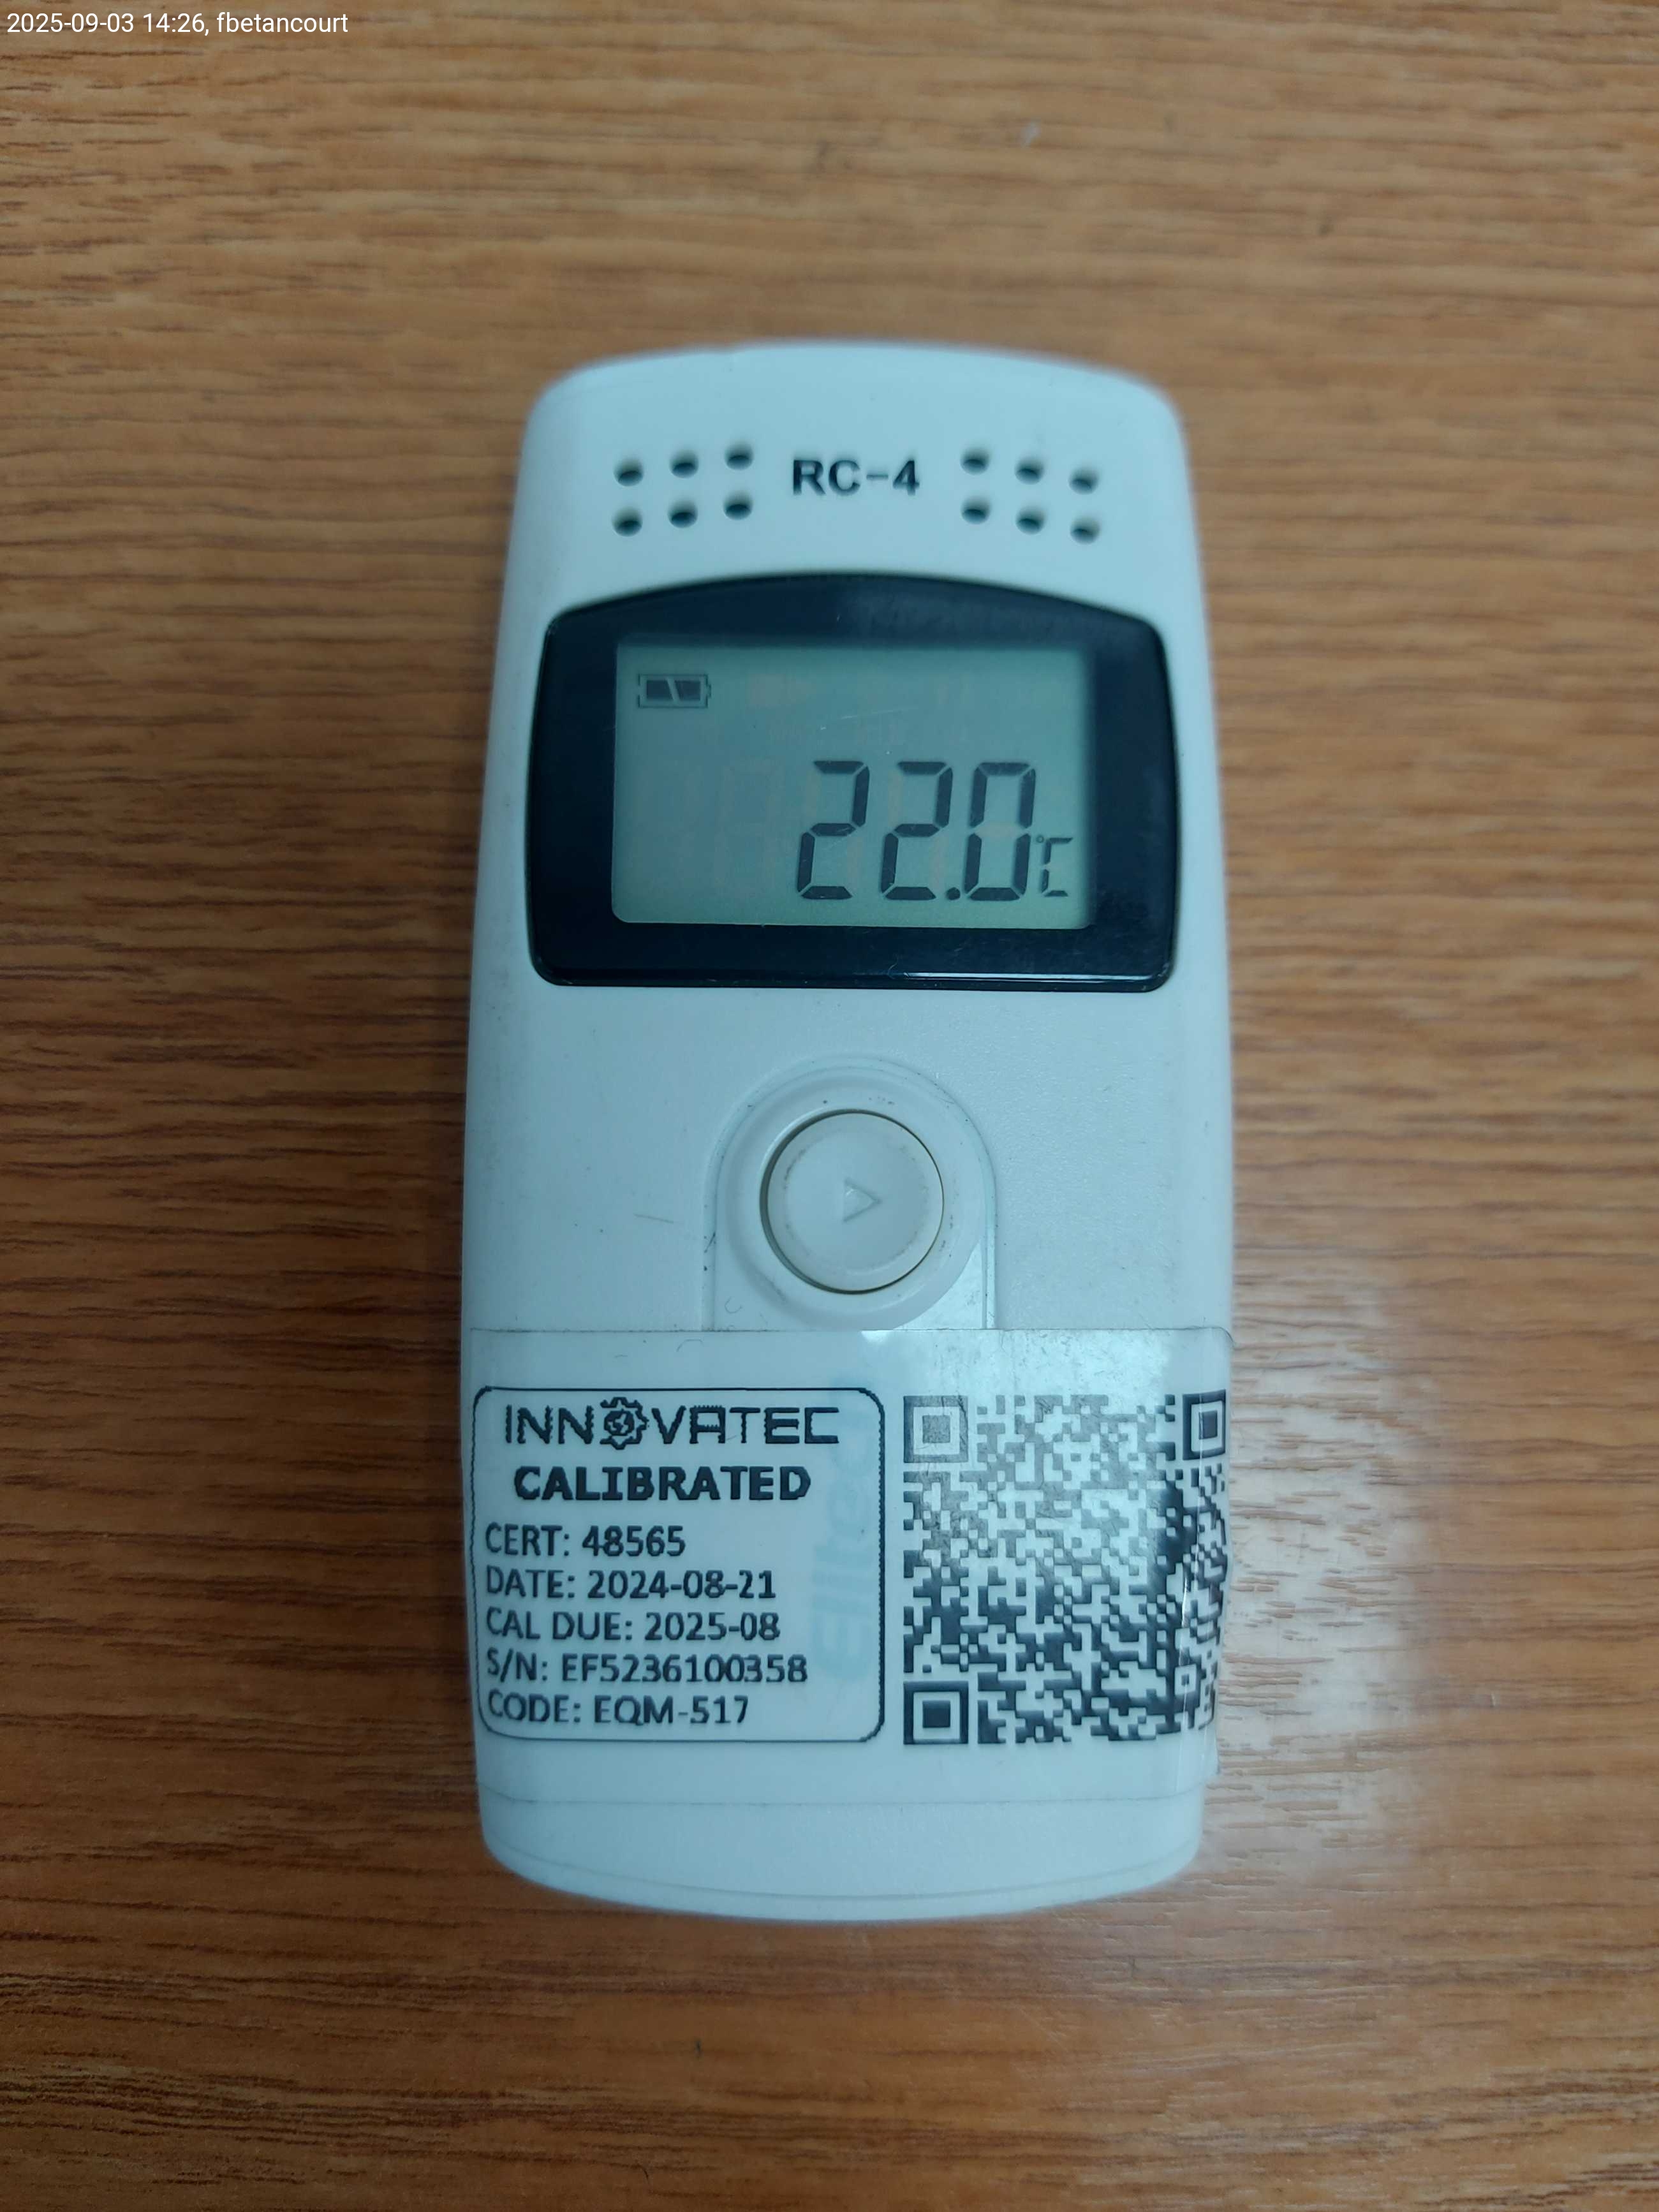 2025-09-03 14:26, fbetancourt
RC-4
22.0°C
INNOVATEC
CALIBRATED
CERT: 48565
DATE: 2024-08-21
CAL DUE: 2025-08
S/N: EF5236100358
CODE: EQM-517
Elitech